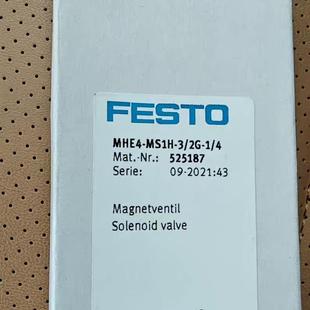 FESTO
MHE4-MS1H-3/2G-1/4
Mat.-Nr.: 525187
Serie: 09-2021:43
Magnetventil
Solenoid valve